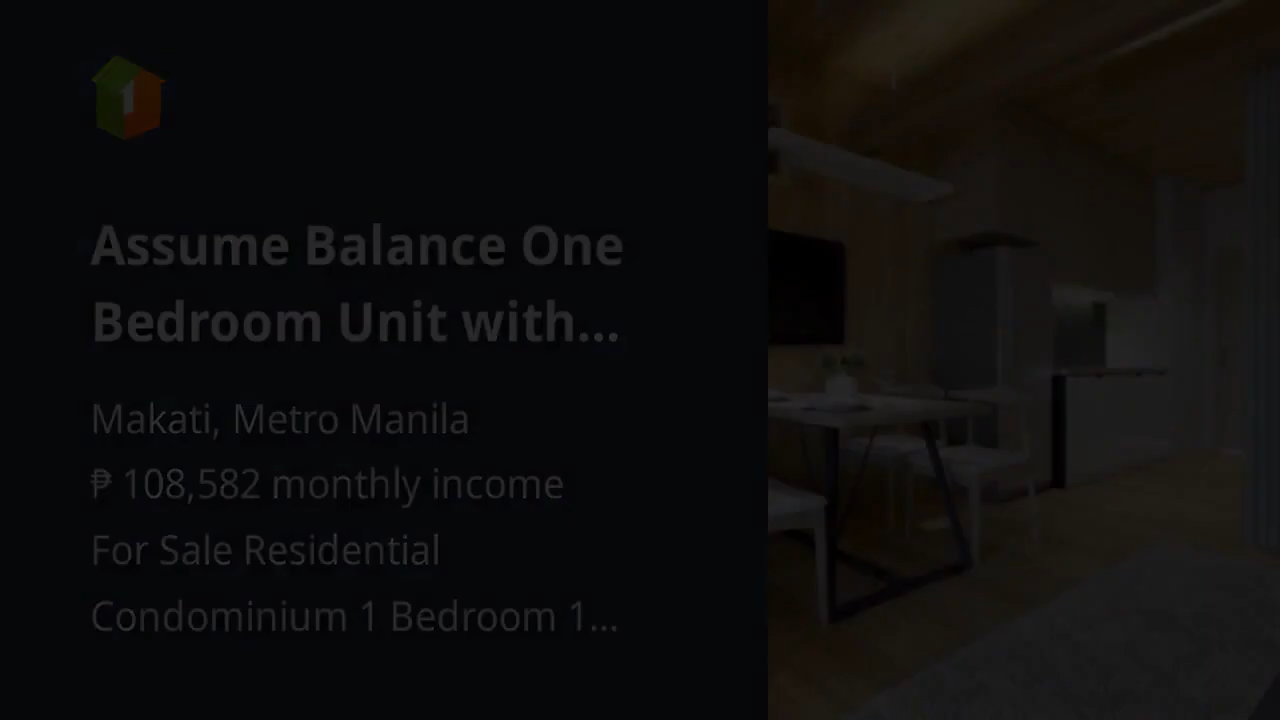 Assume Balance One
Bedroom Unit with...
Makati, Metro Manila
₱ 108,582 monthly income
For Sale Residential
Condominium 1 Bedroom 1...